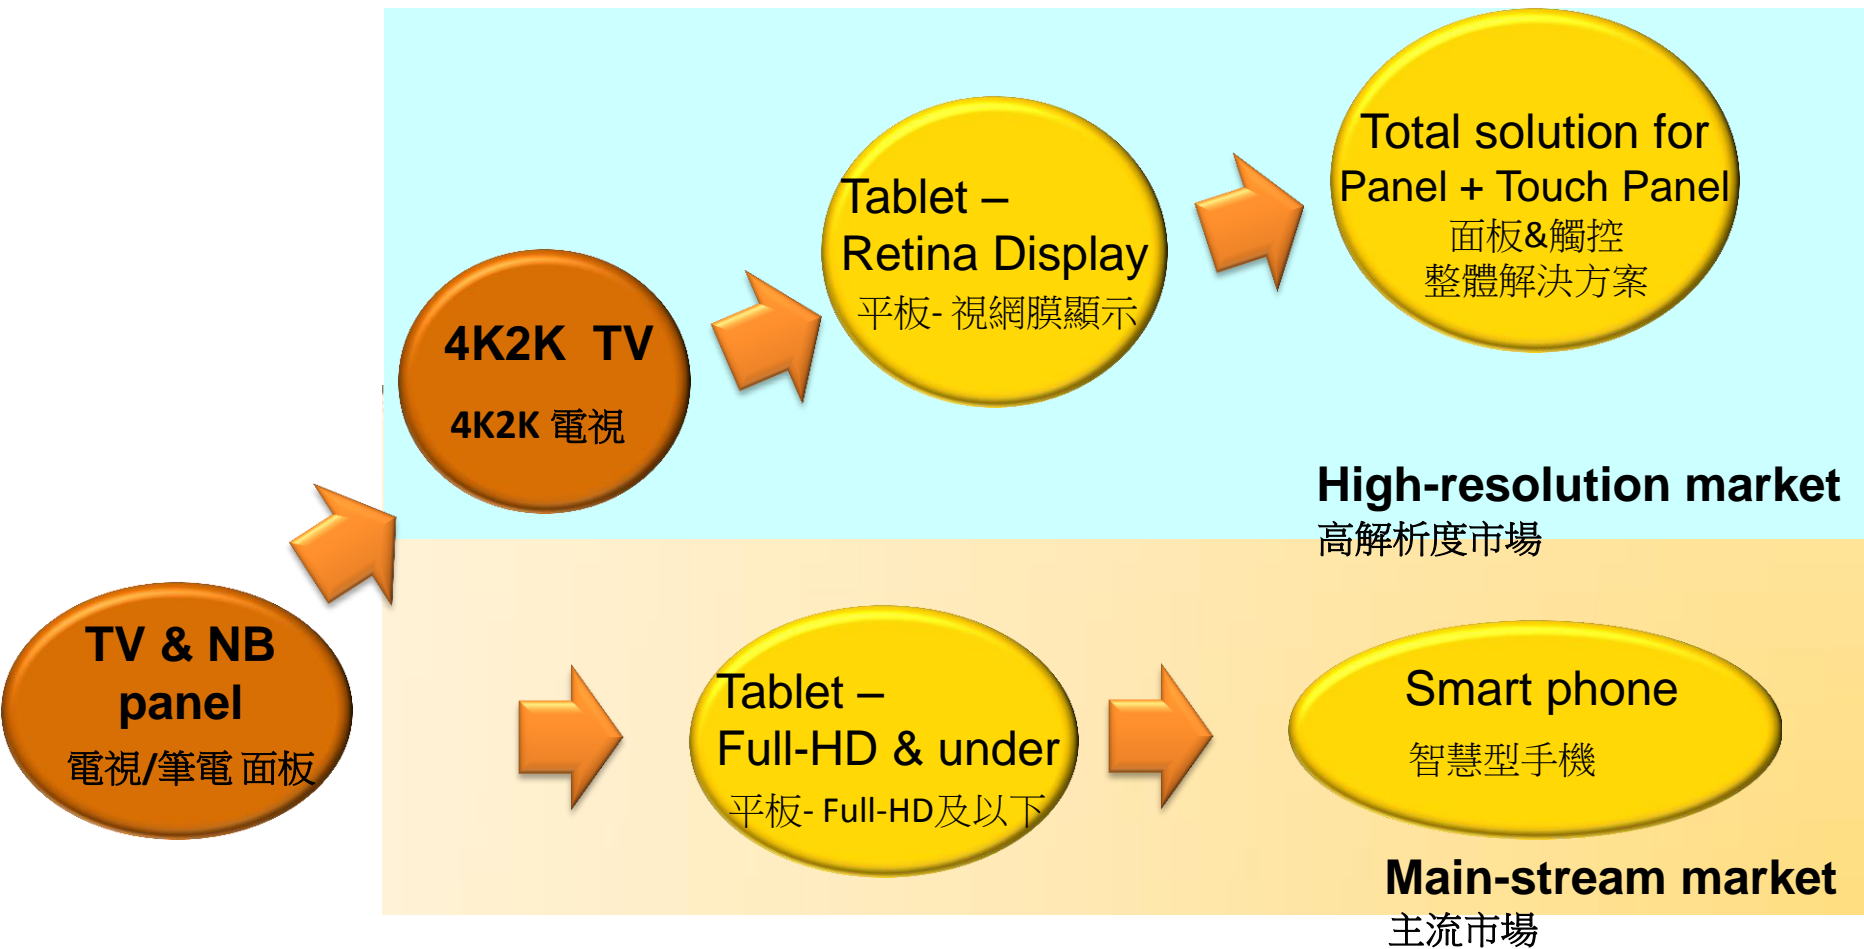 Total solution for
Panel + Touch Panel
面板&觸控
整體解決方案
Tablet –
Retina Display
平板- 視網膜顯示
4K2K  TV
4K2K 電視
High-resolution market
高解析度市場
TV & NB
panel
電視/筆電 面板
Tablet –
Full-HD & under
平板- Full-HD及以下
Smart phone
智慧型手機
Main-stream market
主流市場